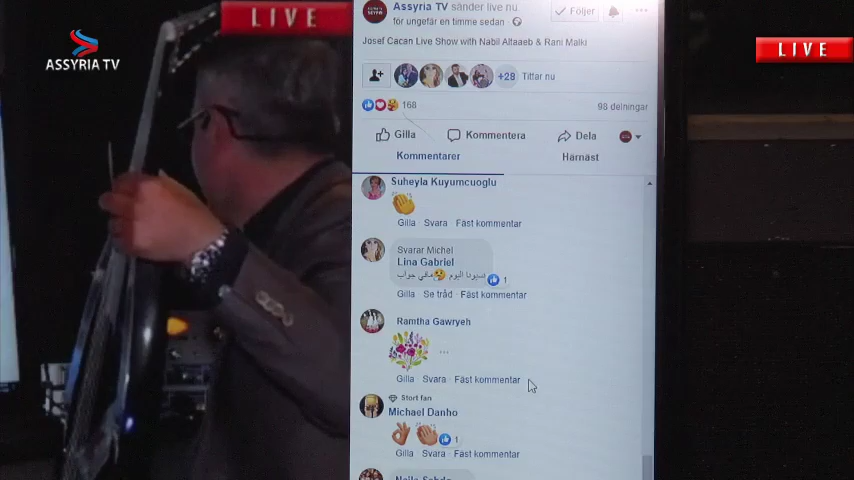 LIVE
ASSYRIA TV
LIVE
Assyria TV sänder live nu.
för ungefär en timme sedan
Följer
Josef Cacan Live Show with Nabil Altaaeb & Rani Malki
+28 Tittar nu
168
98 delningar
Gilla Kommentera Dela
Kommentarer Härnäst
Suheyla Kuyumcuoglu
👏
Gilla · Svara · Fäst kommentar
Svarar Michel
Lina Gabriel
نسيونا اليوم 🤔مافي جواب
1
Gilla · Se tråd · Fäst kommentar
Ramtha Gawryeh
Gilla · Svara · Fäst kommentar
Stort fan
Michael Danho
👌 👏 1
Gilla · Svara · Fäst kommentar